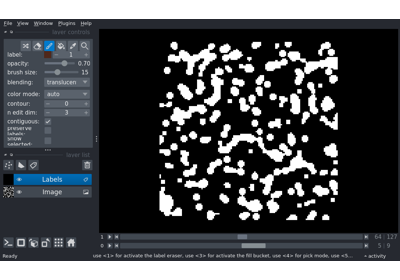 File View Window Plugins Help
layer controls
label: 1
opacity: 0.70
brush size: 15
blending: translucen
color mode: auto
contour: 0
n edit dim: 3
contiguous:
preserve
labels:
show
selected:
layer list
Labels
Image
1 64 127
0 5 9
Ready use <1> for activate the label eraser, use <3> for activate the fill bucket, use <4> for pick mode, use <5... activity